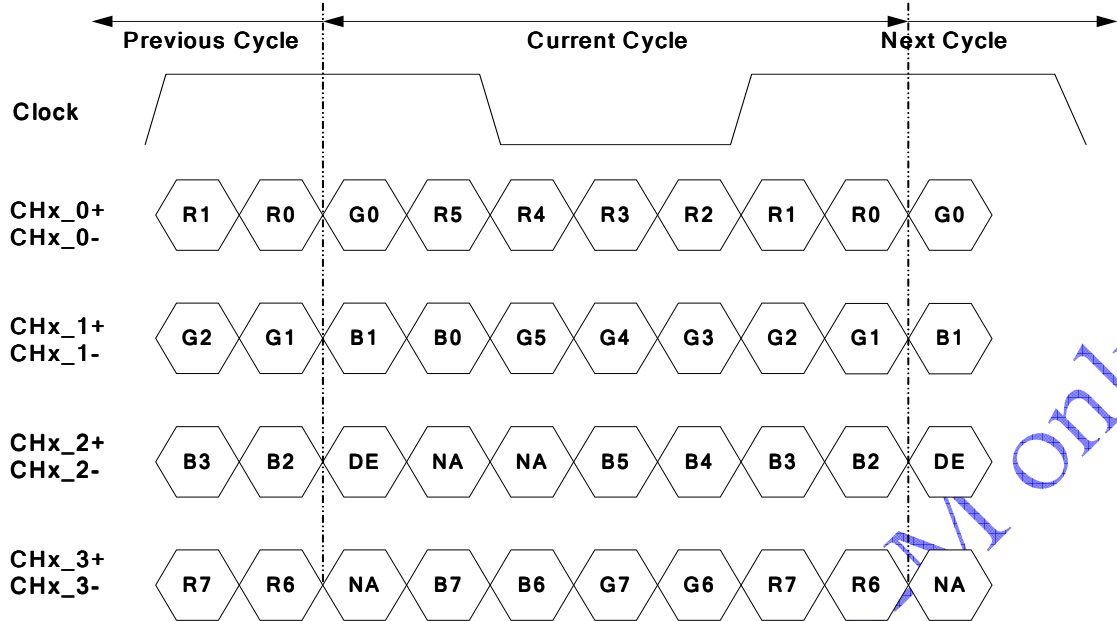 Previous Cycle Current Cycle Next Cycle
Clock
CHx_0+ R1 R0 G0 R5 R4 R3 R2 R1 R0 G0
CHx_0-
CHx_1+ G2 G1 B1 B0 G5 G4 G3 G2 G1 B1
CHx_1-
CHx_2+ B3 B2 DE NA NA B5 B4 B3 B2 DE
CHx_2-
CHx_3+ R7 R6 NA B7 B6 G7 G6 R7 R6 NA
CHx_3-